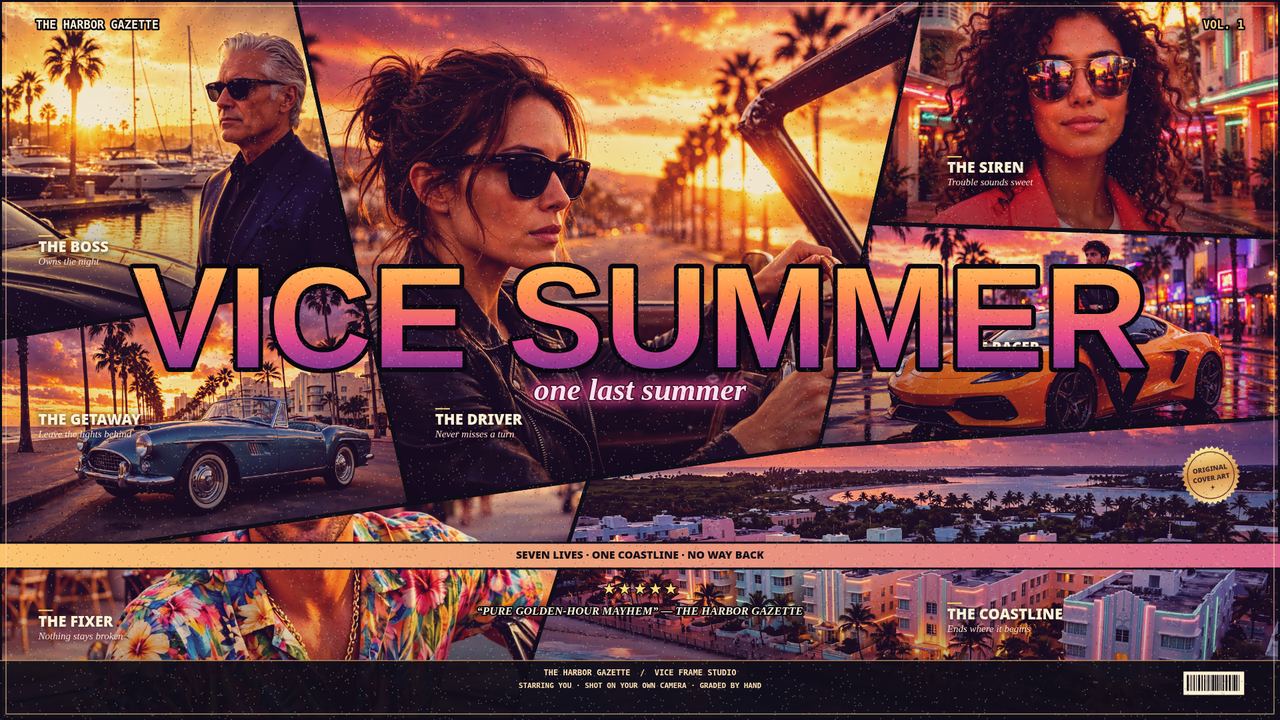 THE HARBOR GAZETTE
VOL. 1
THE SIREN
Trouble sounds sweet
THE BOSS
Owns the night
VICE SUMMER
RACER
one last summer
THE GETAWAY
Leave the lights behind
THE DRIVER
Never misses a turn
ORIGINAL
COVER ART
SEVEN LIVES · ONE COASTLINE · NO WAY BACK
★★★★★
“PURE GOLDEN-HOUR MAYHEM” — THE HARBOR GAZETTE
THE FIXER
Nothing stays broken
THE COASTLINE
Ends where it begins
THE HARBOR GAZETTE / VICE FRAME STUDIO
STARRING YOU · SHOT ON YOUR OWN CAMERA · GRADED BY HAND